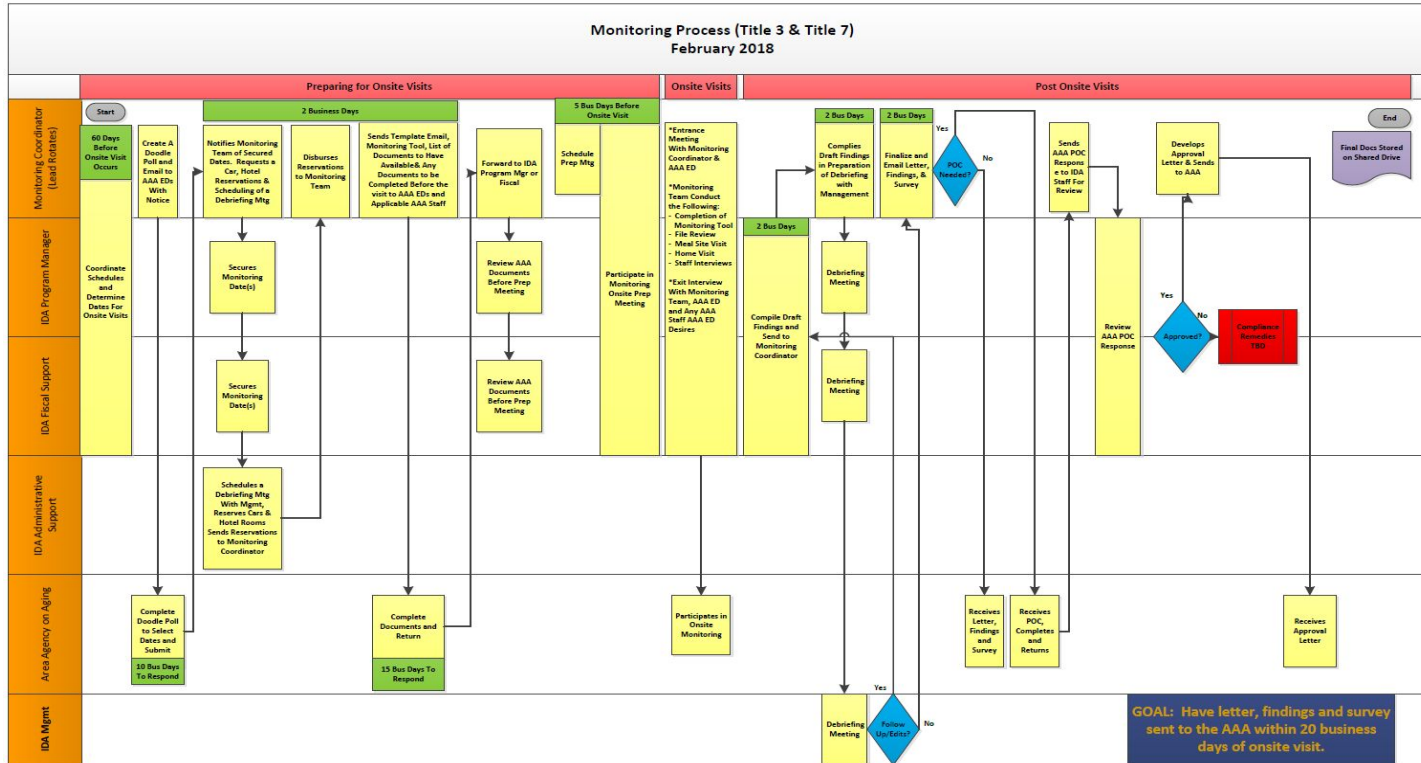 Monitoring Process (Title 3 & Title 7)
February 2018
Preparing for Onsite Visits
Onsite Visits
Post Onsite Visits
Monitoring Coordinator
(Lead Rotates)
Start
60 Days
Before
Onsite Visit
Occurs
Coordinate
Schedules
and
Determine
Dates For
Onsite Visits
Create A
Doodle
Poll and
Email to
AAA EDs
With
Notice
2 Business Days
Notifies Monitoring
Team of Secured
Dates. Requests a
Car, Hotel
Reservations &
Scheduling of a
Debriefing Mtg
Disburses
Reservations
to Monitoring
Team
Sends Template Email,
Monitoring Tool, List of
Documents to Have
Available& Any
Documents to be
Completed Before the
visit to AAA EDs and
Applicable AAA Staff
Forward to IDA
Program Mgr or
Fiscal
5 Bus Days Before
Onsite Visit
Schedule
Prep Mtg
Participate in
Monitoring
Onsite Prep
Meeting
*Entrance
Meeting
With Monitoring
Coordinator &
AAA ED
*Monitoring
Team Conduct
the Following:
- Completion of
Monitoring Tool
- File Review
- Meal Site Visit
- Home Visit
- Staff Interviews
*Exit Interview
With Monitoring
Team, AAA ED
and Any AAA
Staff AAA ED
Desires
2 Bus Days
Compile Draft
Findings and
Send to
Monitoring
Coordinator
2 Bus Days
Complies
Draft Findings
in Preparation
of Debriefing
with
Management
2 Bus Days
Finalize and
Email Letter,
Findings, &
Survey
Yes
POC
Needed?
No
Sends
AAA POC
Respons
e to IDA
Staff For
Review
Develops
Approval
Letter & Sends
to AAA
End
Final Docs Stored
on Shared Drive
IDA Program Manager
Secures
Monitoring
Date(s)
Review AAA
Documents
Before Prep
Meeting
Debriefing
Meeting
Review
AAA POC
Response
Yes
Approved?
No
Compliance
Remedies
TBD
IDA Fiscal Support
Secures
Monitoring
Date(s)
Review AAA
Documents
Before Prep
Meeting
Debriefing
Meeting
IDA Administrative
Support
Schedules a
Debriefing Mtg
With Mgmt,
Reserves Cars &
Hotel Rooms
Sends Reservations
to Monitoring
Coordinator
Area Agency on Aging
Complete
Doodle Poll
to Select
Dates and
Submit
10 Bus Days
To Respond
Complete
Documents and
Return
15 Bus Days To
Respond
Participates in
Onsite
Monitoring
Receives
Letter,
Findings
and
Survey
Receives
POC,
Completes
and
Returns
Receives
Approval
Letter
IDA Mgmt
Debriefing
Meeting
Yes
Follow
Up/Edits?
No
GOAL: Have letter, findings and survey
sent to the AAA within 20 business
days of onsite visit.